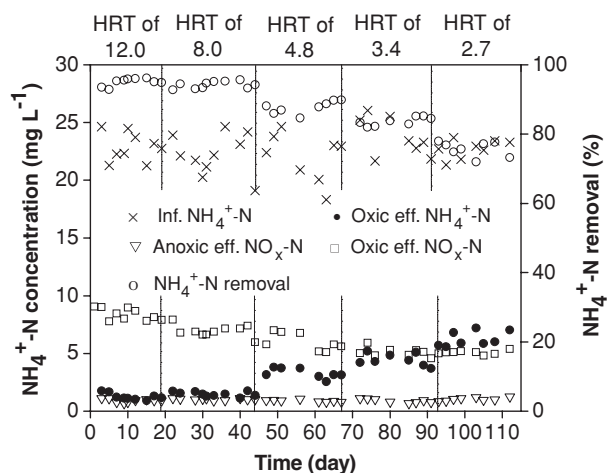 HRT of HRT of HRT of HRT of HRT of
12.0 8.0 4.8 3.4 2.7
30 100
25 80
20
15 60
10 40
5 20
0 0
NH₄⁺-N concentration (mg L⁻¹)
NH₄⁺-N removal (%)
× Inf. NH₄⁺-N ● Oxic eff. NH₄⁺-N
▽ Anoxic eff. NOₓ-N □ Oxic eff. NOₓ-N
○ NH₄⁺-N removal
0 10 20 30 40 50 60 70 80 90 100 110
Time (day)